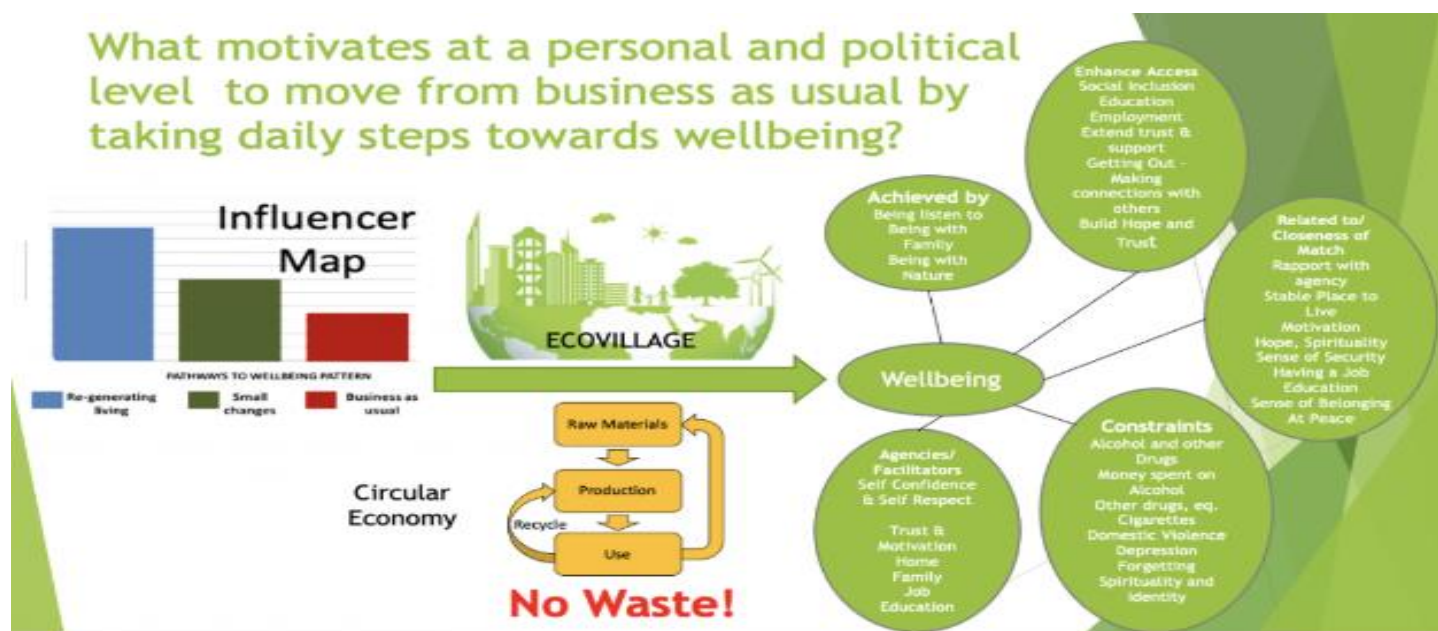 What motivates at a personal and political
level to move from business as usual by
taking daily steps towards wellbeing?
Influencer
Map
PATHWAYS TO WELLBEING PATTERN
Re-generating
living
Small
changes
Business as
usual
ECOVILLAGE
Circular
Economy
Raw Materials
Production
Recycle
Use
No Waste!
Wellbeing
Achieved by
Being listen to
Being with
Family
Being with
Nature
Enhance Access
Social Inclusion
Education
Employment
Extend trust &
support
Getting Out -
Making
connections with
others
Build Hope and
Trust
Related to/
Closeness of
Match
Rapport with
agency
Stable Place to
Live
Motivation
Hope, Spirituality
Sense of Security
Having a Job
Education
Sense of Belonging
At Peace
Constraints
Alcohol and other
Drugs
Money spent on
Alcohol
Other drugs, eq.
Cigarettes
Domestic Violence
Depression
Forgetting
Spirituality and
identity
Agencies/
Facilitators
Self Confidence
& Self Respect
Trust &
Motivation
Home
Family
Job
Education